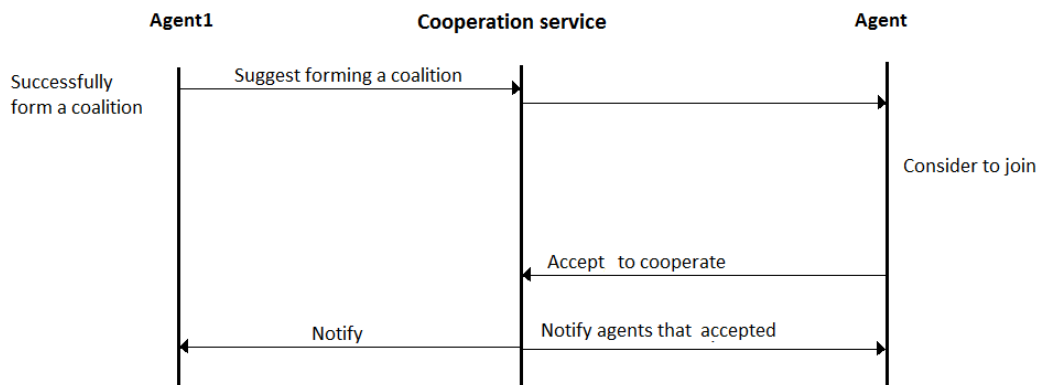 Agent1
Cooperation service
Agent
Successfully
form a coalition
Suggest forming a coalition
Consider to join
Accept to cooperate
Notify
Notify agents that accepted